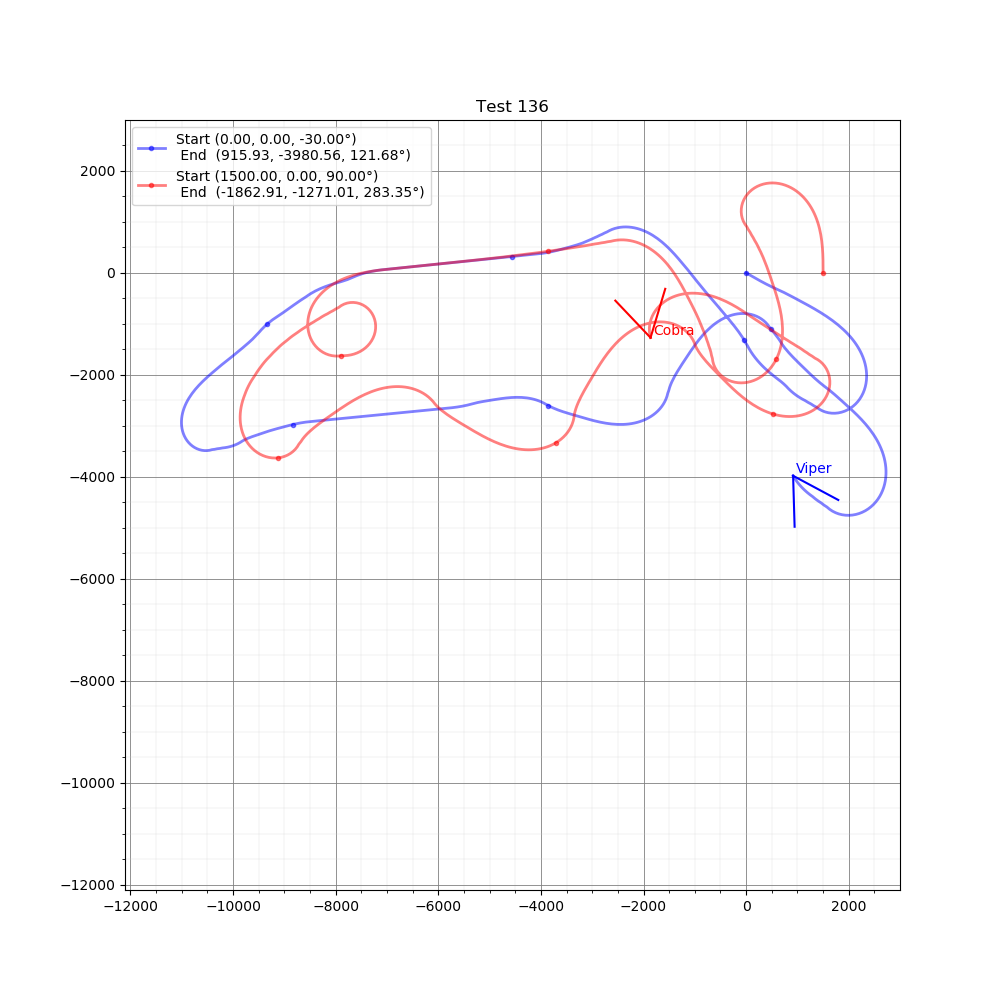 Test 136
Start (0.00, 0.00, -30.00°)
End (915.93, -3980.56, 121.68°)
Start (1500.00, 0.00, 90.00°)
End (-1862.91, -1271.01, 283.35°)
2000
0
−2000
Cobra
Viper
−4000
−6000
−8000
−10000
−12000
−12000 −10000 −8000 −6000 −4000 −2000 0 2000